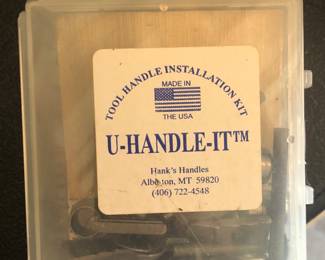 TOOL HANDLE INSTALLATION KIT
MADE IN
THE USA
U-HANDLE-IT™
Hank's Handles
Alberton, MT 59820
(406) 722-4548